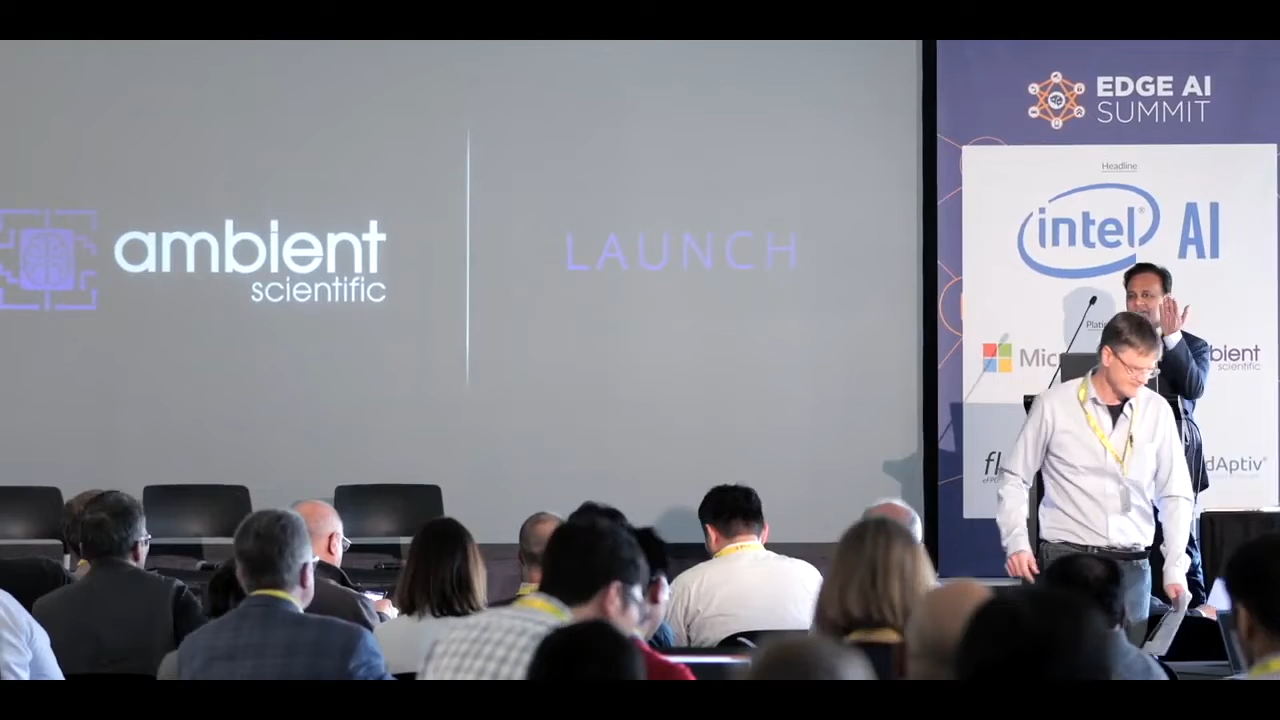 ambient
scientific
LAUNCH
EDGE AI
SUMMIT
Headline
intel® AI
bient
scientific
dAptiv®